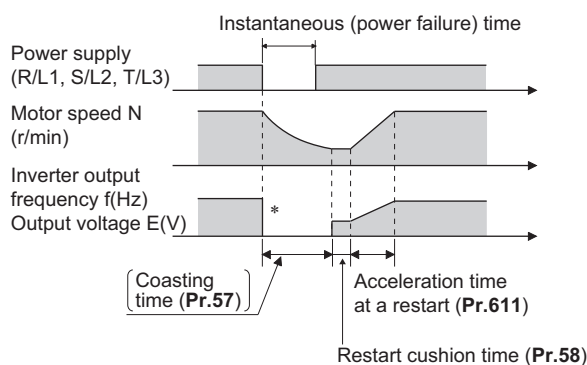 Instantaneous (power failure) time
Power supply
(R/L1, S/L2, T/L3)
Motor speed N
(r/min)
Inverter output
frequency f(Hz)
Output voltage E(V)
*
Coasting
time (Pr.57)
Acceleration time
at a restart (Pr.611)
Restart cushion time (Pr.58)